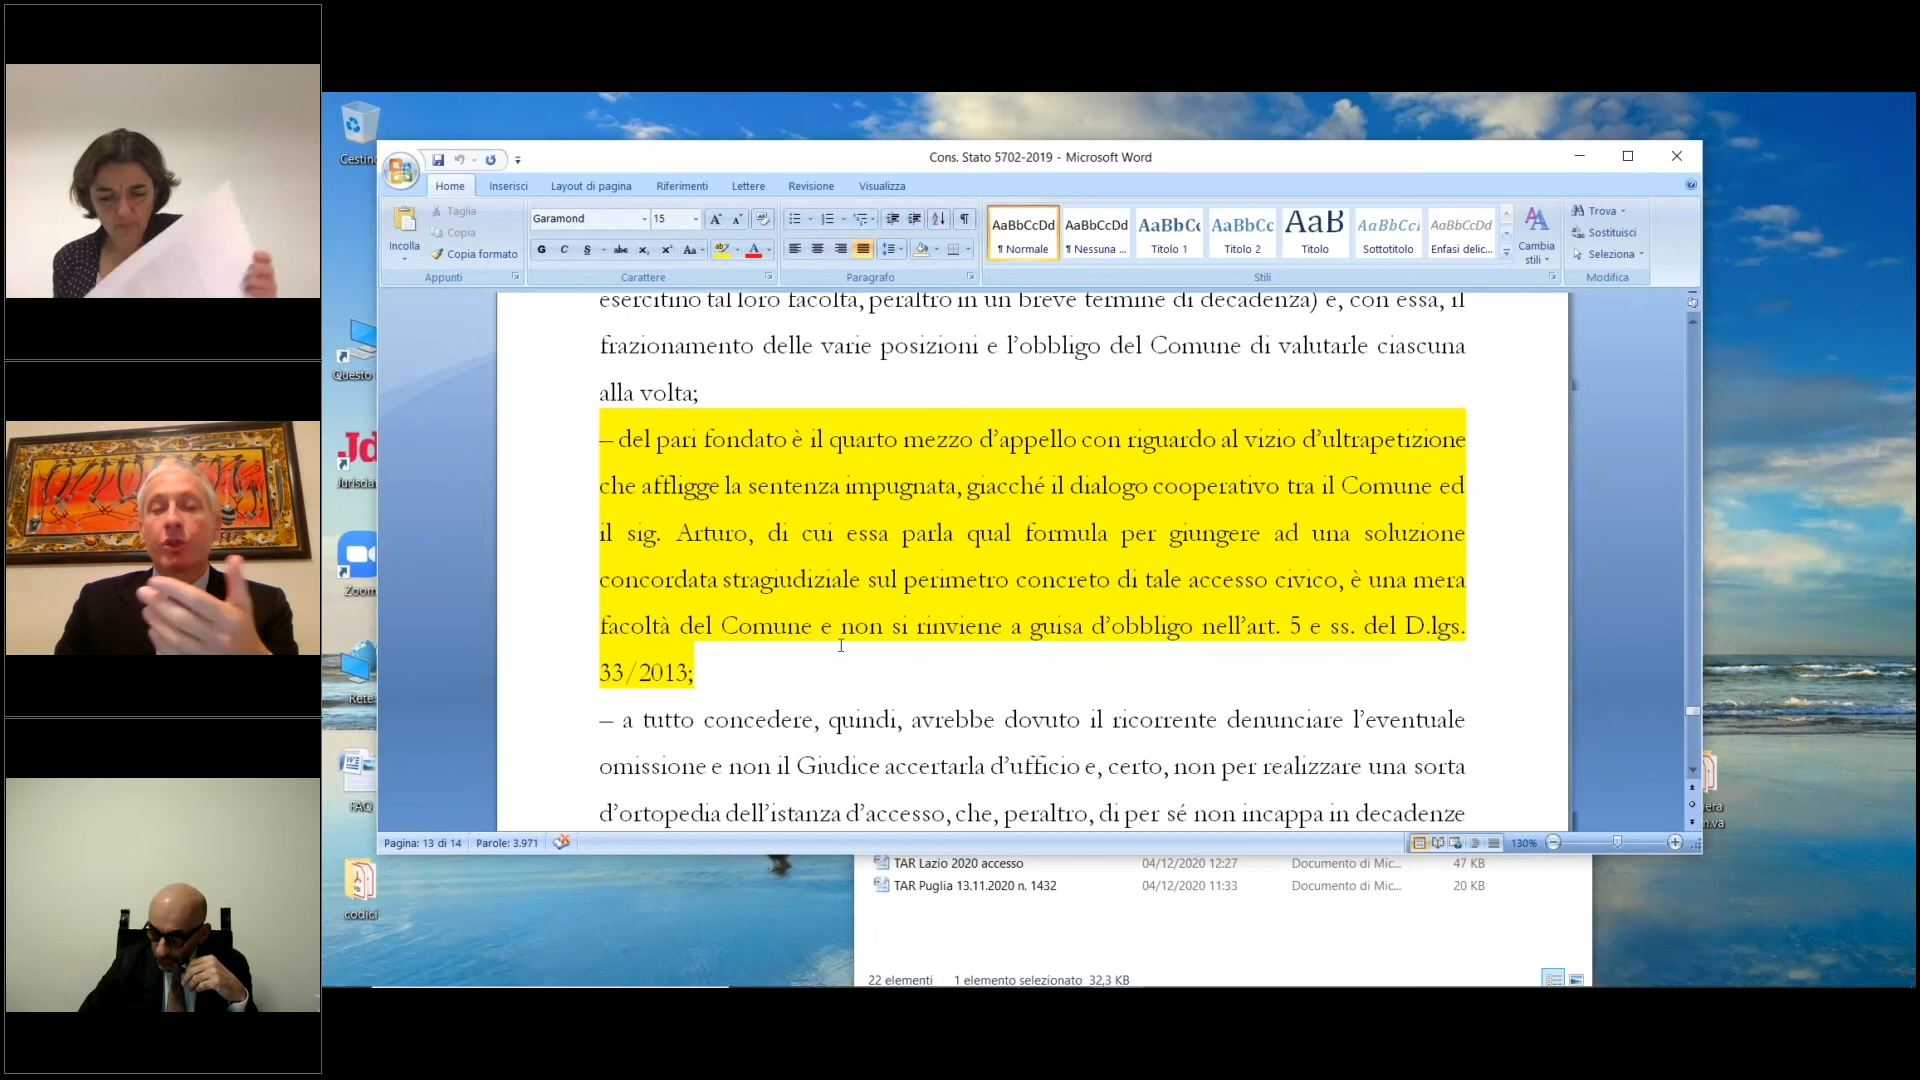 Cestino
Questo
Jd
Jurisda
Zoom
Rete
FAQ
codici
Cons. Stato 5702-2019 - Microsoft Word
Home Inserisci Layout di pagina Riferimenti Lettere Revisione Visualizza
Incolla
Taglia
Copia
Copia formato
Appunti
Garamond 15
G C S abc x₂ x² Aa
Carattere
Paragrafo
AaBbCcDd AaBbCcDd AaBbCc AaBbCc AaB AaBbCcI AaBbCcDd
¶ Normale ¶ Nessuna ... Titolo 1 Titolo 2 Titolo Sottotitolo Enfasi delic...
Cambia
stili
Stili
Trova
Sostituisci
Seleziona
Modifica
esercitino tal loro facoltà, peraltro in un breve termine di decadenza) e, con essa, il
frazionamento delle varie posizioni e l’obbligo del Comune di valutarle ciascuna
alla volta;
– del pari fondato è il quarto mezzo d’appello con riguardo al vizio d’ultrapetizione
che affligge la sentenza impugnata, giacché il dialogo cooperativo tra il Comune ed
il sig. Arturo, di cui essa parla qual formula per giungere ad una soluzione
concordata stragiudiziale sul perimetro concreto di tale accesso civico, è una mera
facoltà del Comune e non si rinviene a guisa d’obbligo nell’art. 5 e ss. del D.lgs.
33/2013;
– a tutto concedere, quindi, avrebbe dovuto il ricorrente denunciare l’eventuale
omissione e non il Giudice accertarla d’ufficio e, certo, non per realizzare una sorta
d’ortopedia dell’istanza d’accesso, che, peraltro, di per sé non incappa in decadenze
Pagina: 13 di 14 Parole: 3.971 130%
TAR Lazio 2020 accesso 04/12/2020 12:27 Documento di Mic... 47 KB
TAR Puglia 13.11.2020 n. 1432 04/12/2020 11:33 Documento di Mic... 20 KB
22 elementi 1 elemento selezionato 32,3 KB